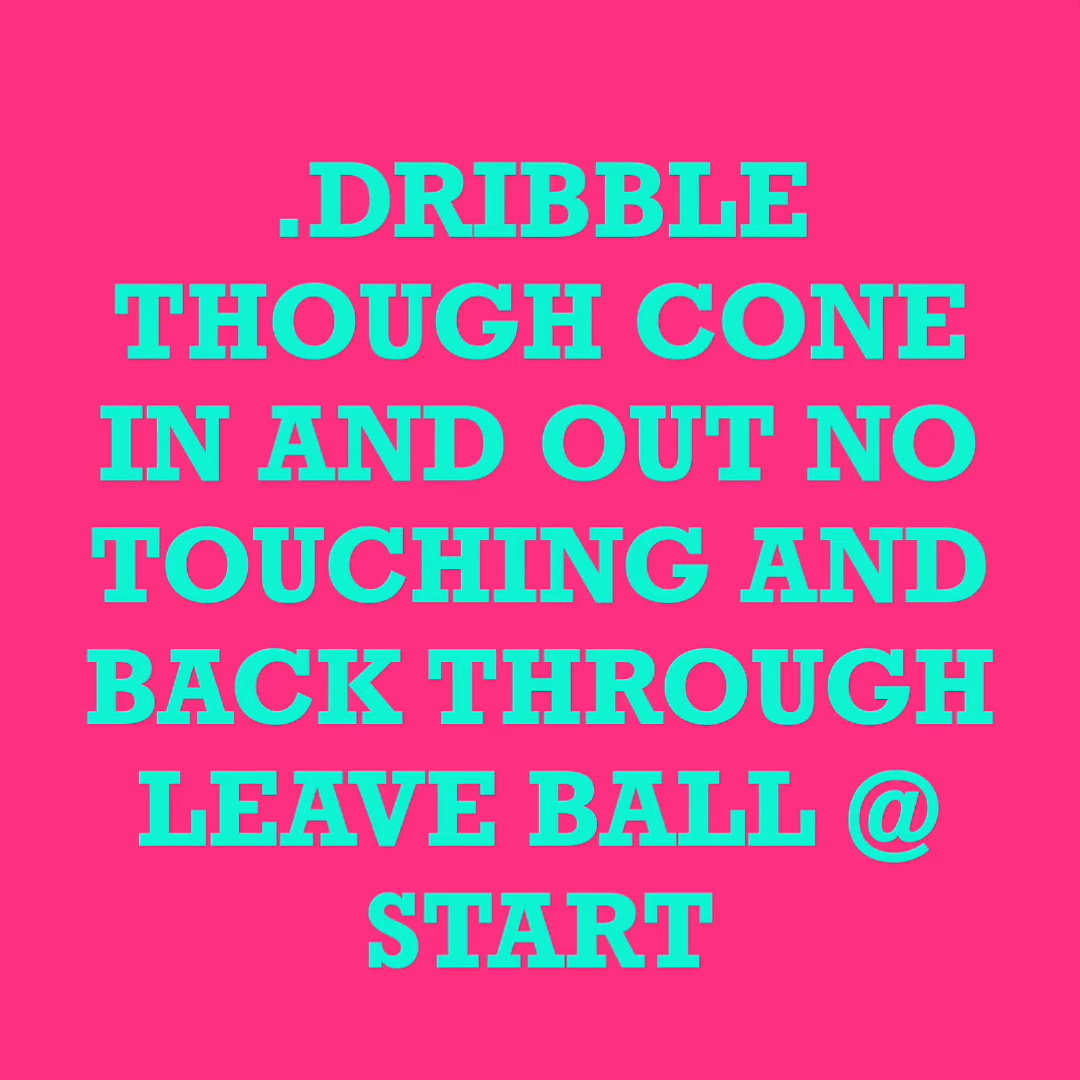 .DRIBBLE
THOUGH CONE
IN AND OUT NO
TOUCHING AND
BACK THROUGH
LEAVE BALL @
START